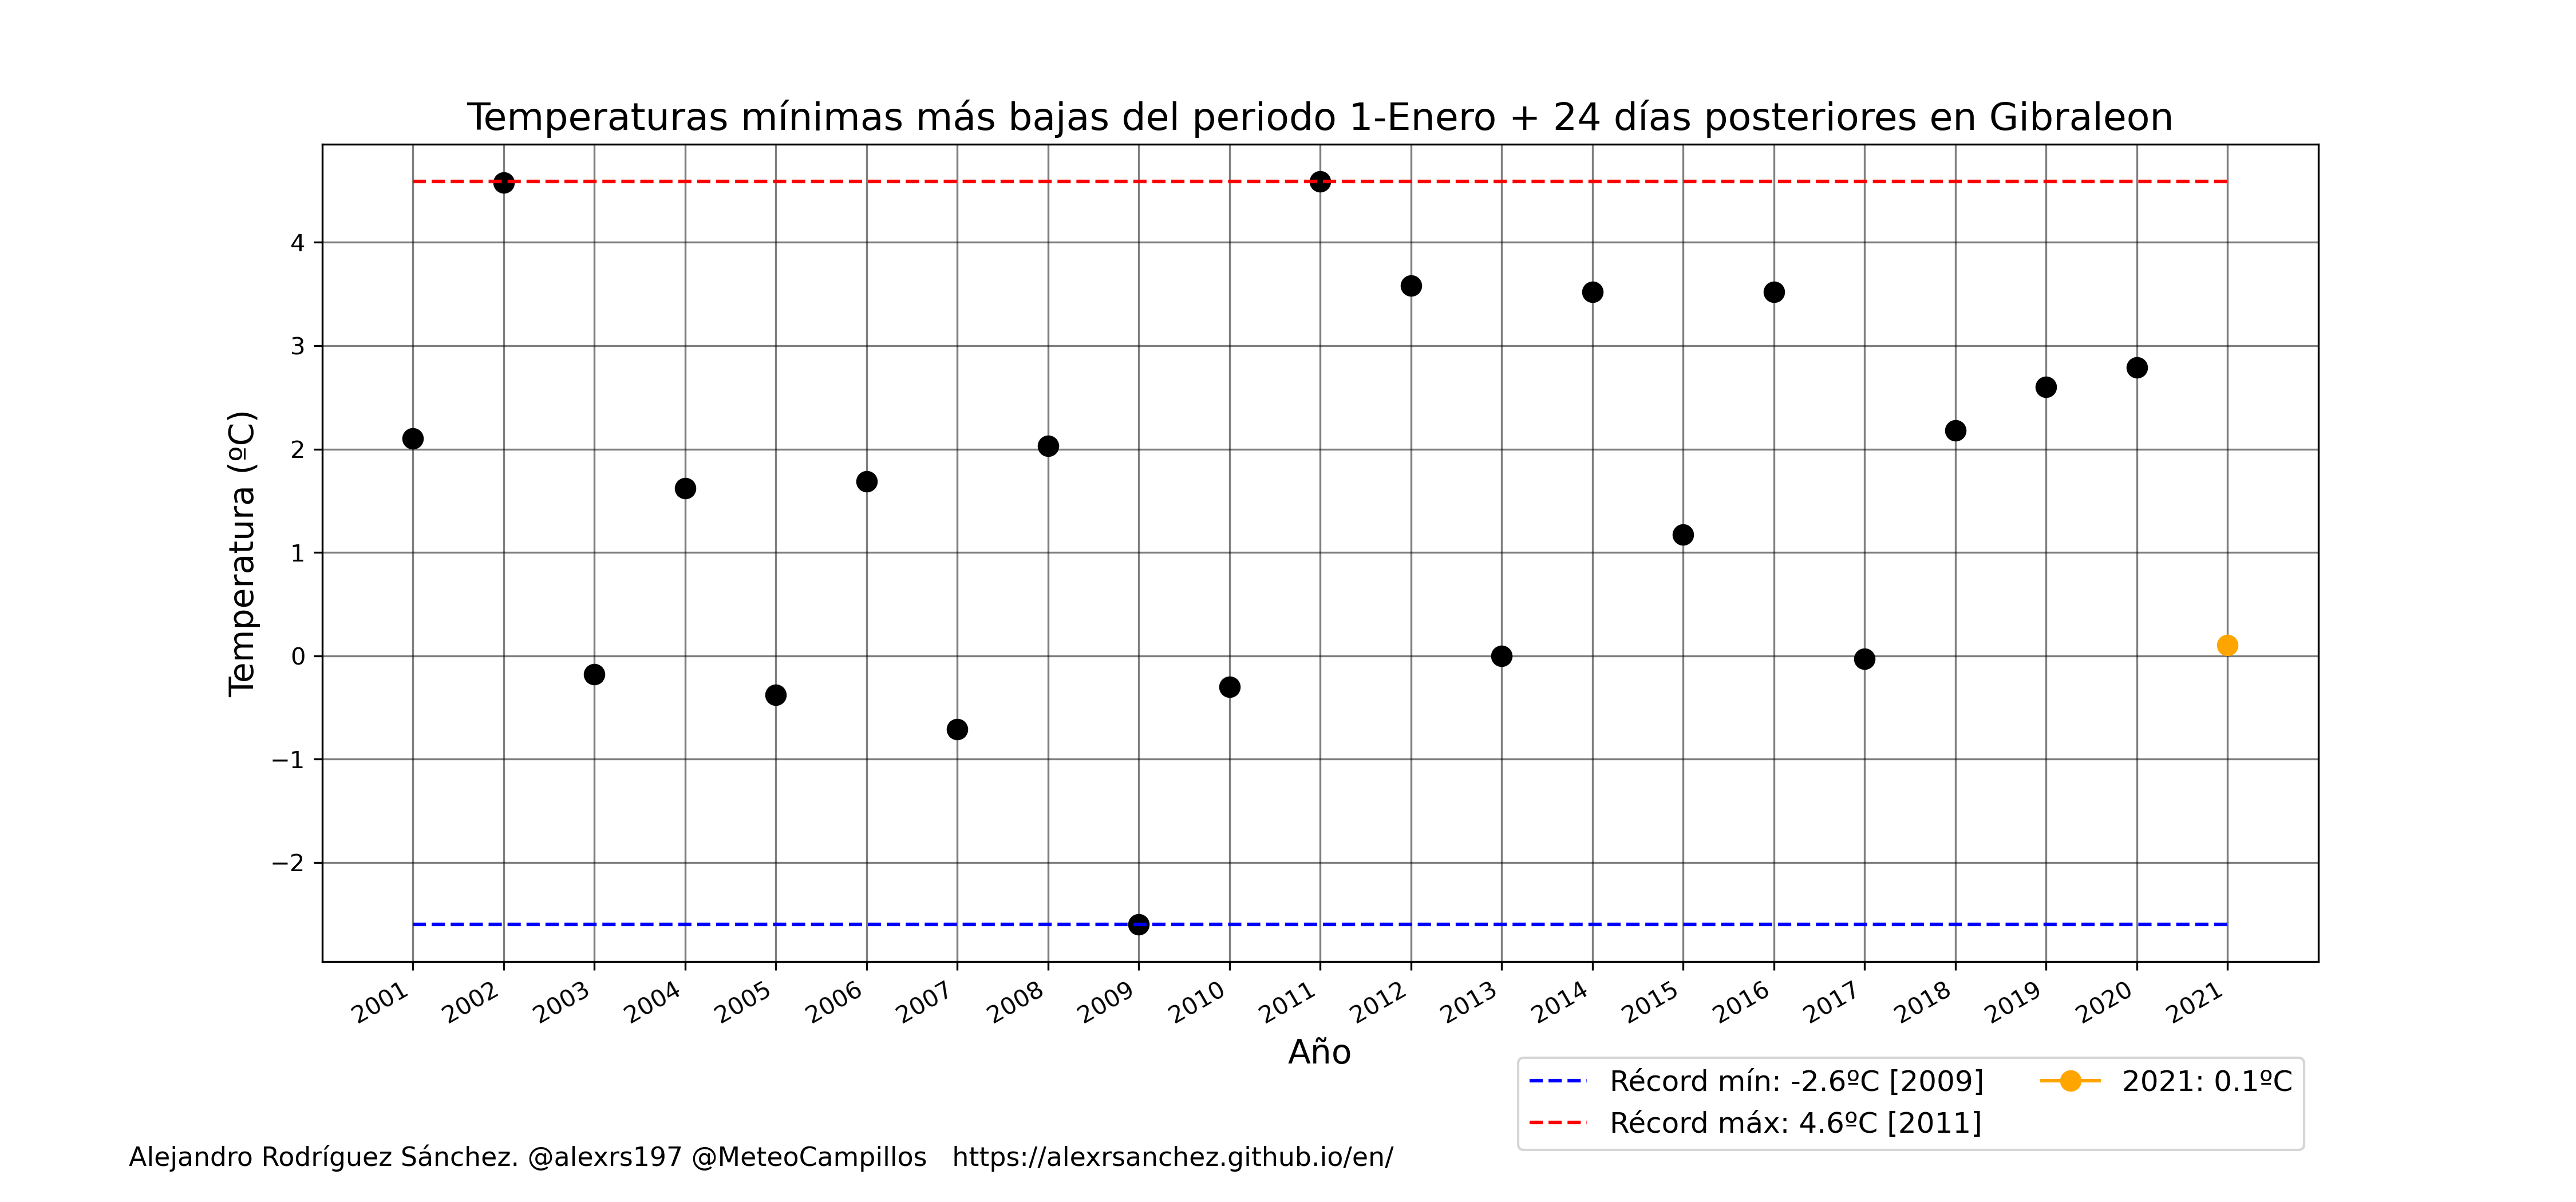 Temperaturas mínimas más bajas del periodo 1-Enero + 24 días posteriores en Gibraleon
Temperatura (ºC)
4
3
2
1
0
−1
−2
2001 2002 2003 2004 2005 2006 2007 2008 2009 2010 2011 2012 2013 2014 2015 2016 2017 2018 2019 2020 2021
Año
Récord mín: -2.6ºC [2009]
Récord máx: 4.6ºC [2011]
2021: 0.1ºC
Alejandro Rodríguez Sánchez. @alexrs197 @MeteoCampillos https://alexrsanchez.github.io/en/